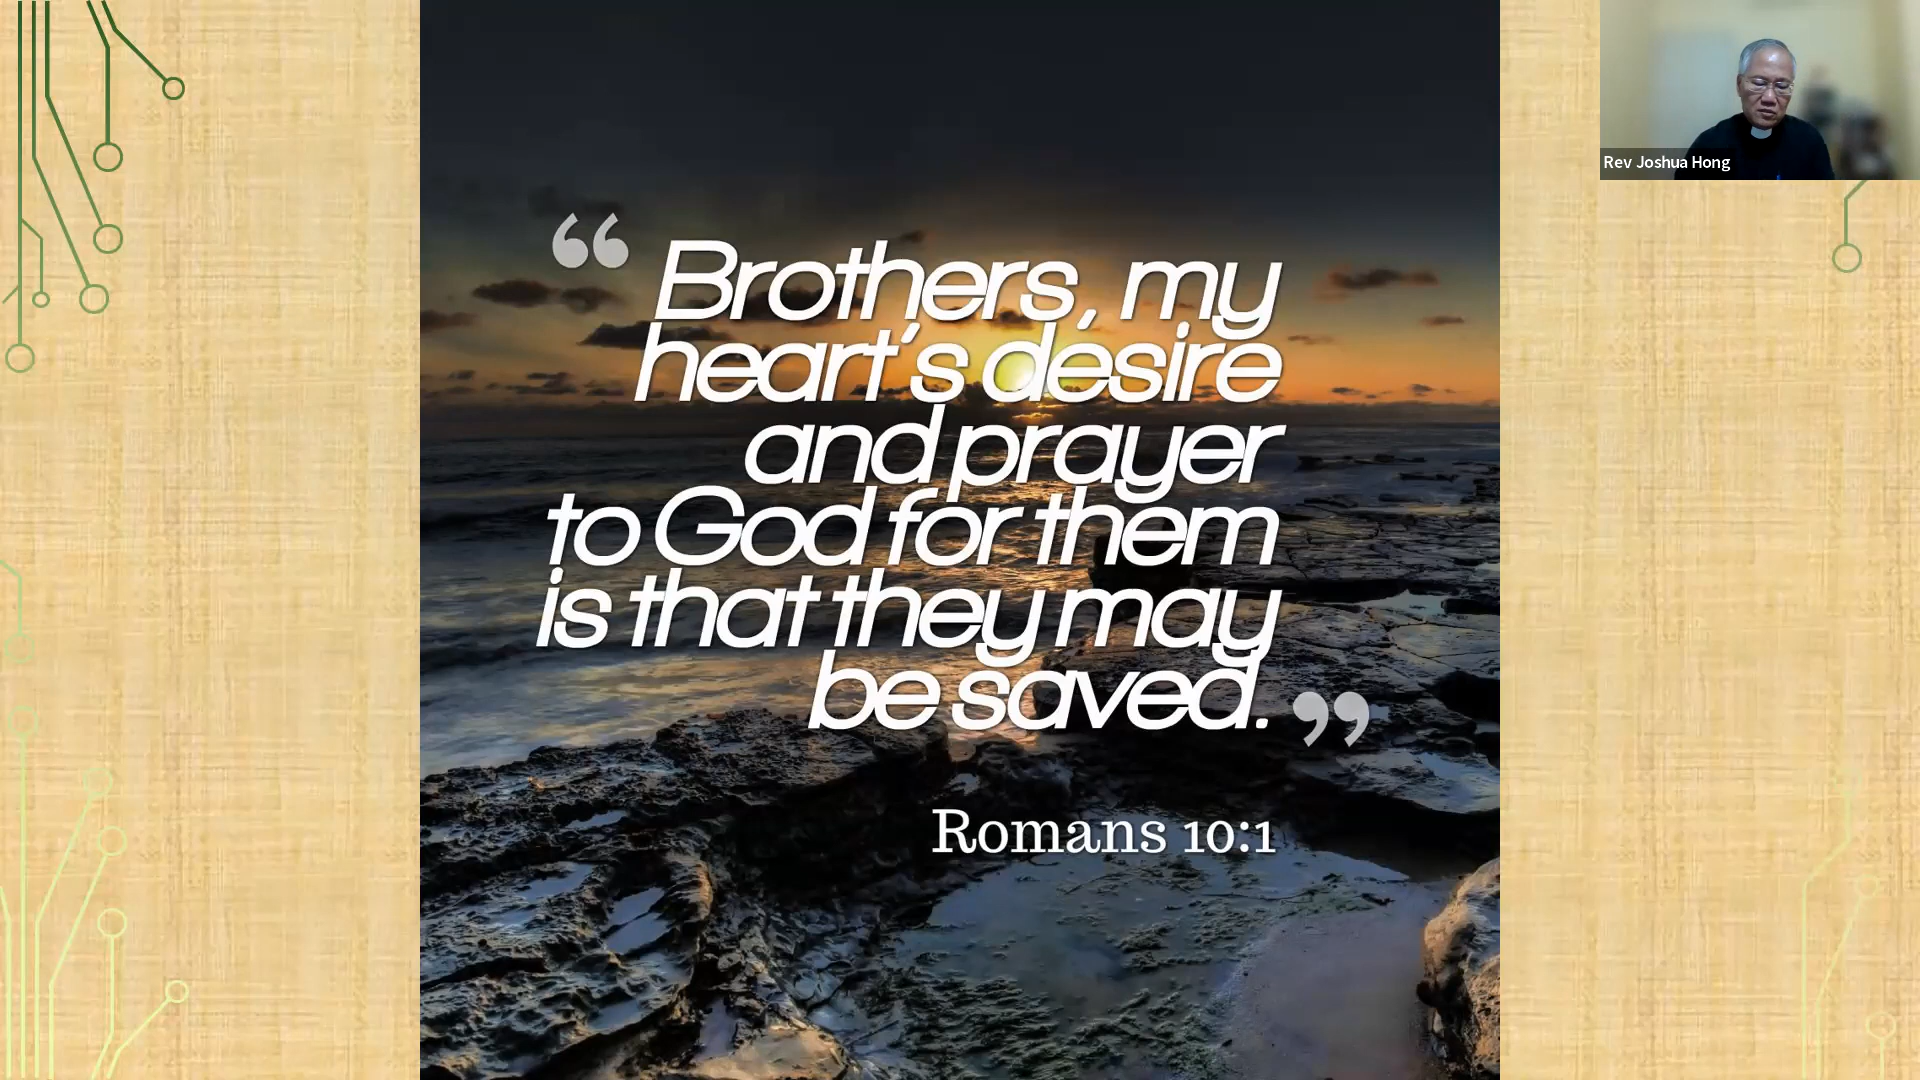 “Brothers, my
heart’s desire
and prayer
to God for them
is that they may
be saved.”
Romans 10:1
Rev Joshua Hong